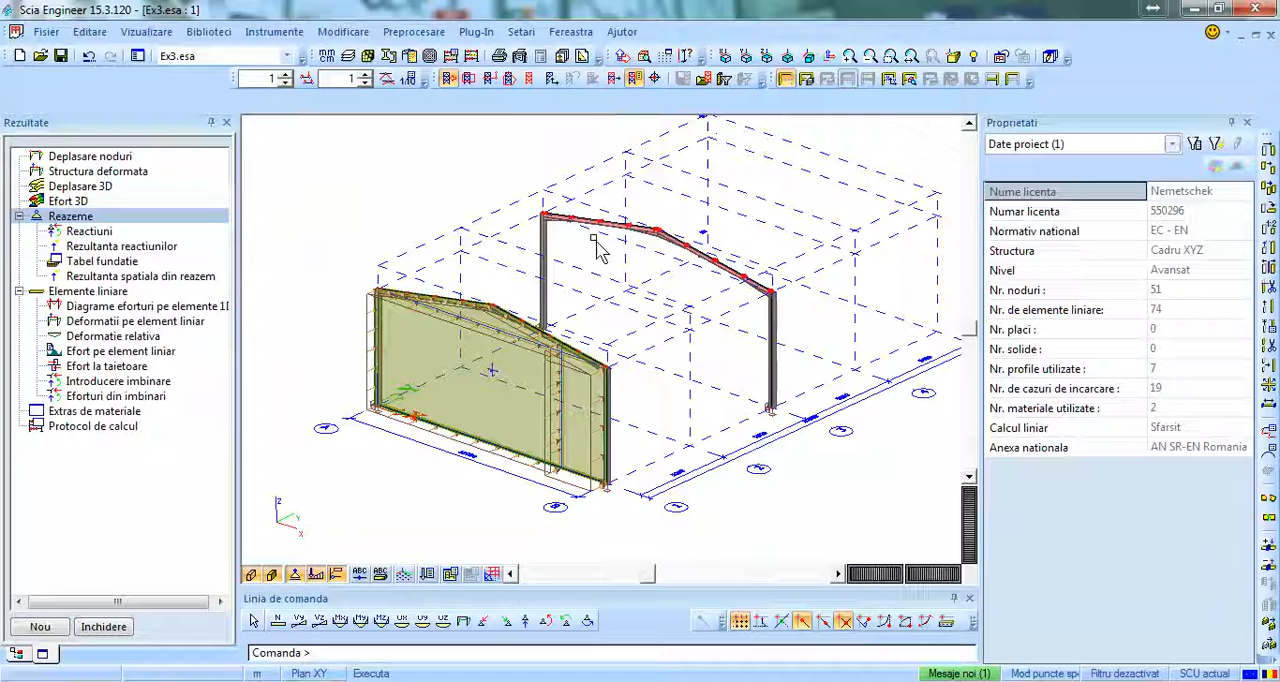 Scia Engineer 15.3.120 - [Ex3.esa : 1]
Fisier Editare Vizualizare Biblioteci Instrumente Modificare Preprocesare Plug-In Setari Fereastra Ajutor
Ex3.esa
1 1
Rezultate
Deplasare noduri
Structura deformata
Deplasare 3D
Efort 3D
Reazeme
Reactiuni
Rezultanta reactiunilor
Tabel fundatie
Rezultanta spatiala din reazem
Elemente liniare
Diagrame eforturi pe elemente 1D
Deformatii pe element liniar
Deformatie relativa
Efort pe element liniar
Efort la taietoare
Introducere imbinare
Eforturi din imbinari
Extras de materiale
Protocol de calcul
Nou Inchidere
Z
Y
X
Proprietati
Date proiect (1)
Nume licenta Nemetschek
Numar licenta 550296
Normativ national EC - EN
Structura Cadru XYZ
Nivel Avansat
Nr. noduri : 51
Nr. de elemente liniare: 74
Nr. placi : 0
Nr. solide : 0
Nr. profile utilizate : 7
Nr. de cazuri de incarcare : 19
Nr. materiale utilizate : 2
Calcul liniar Sfarsit
Anexa nationala AN SR-EN Romania
Linia de comanda
Comanda >
m Plan XY Executa Mesaje noi (1) Mod puncte sp Filtru dezactivat SCU actual